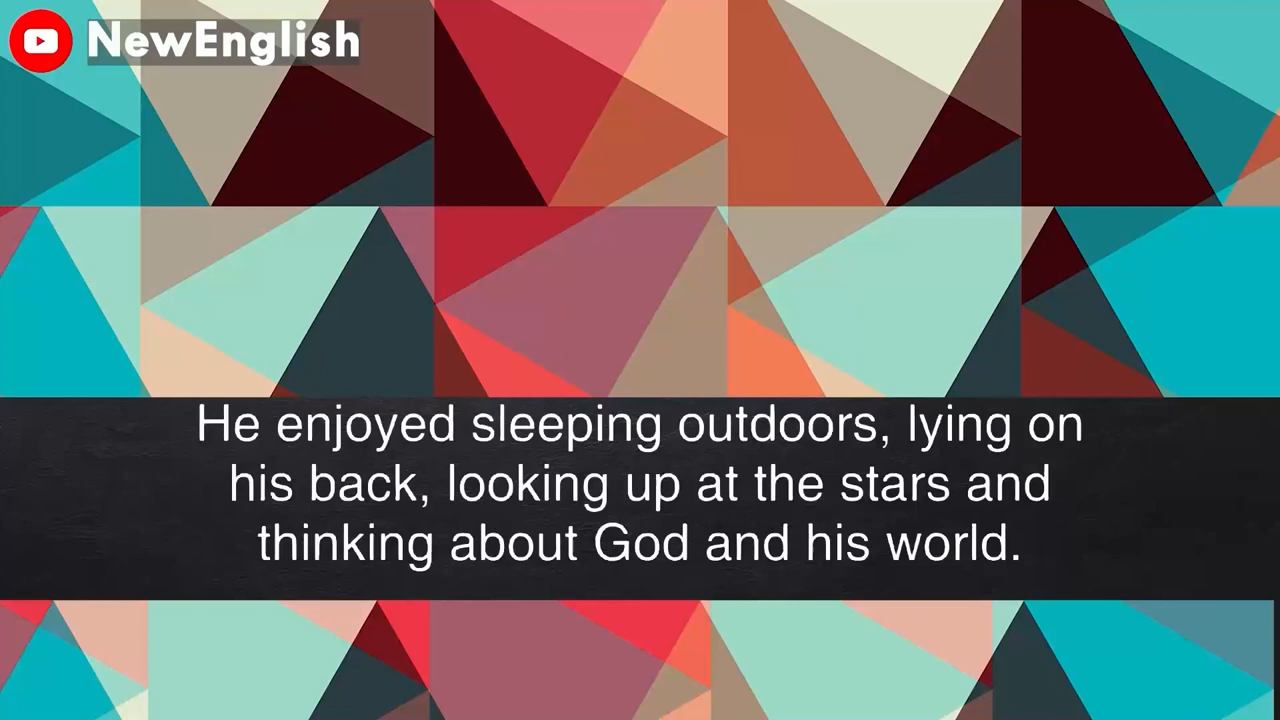 NewEnglish
He enjoyed sleeping outdoors, lying on
his back, looking up at the stars and
thinking about God and his world.